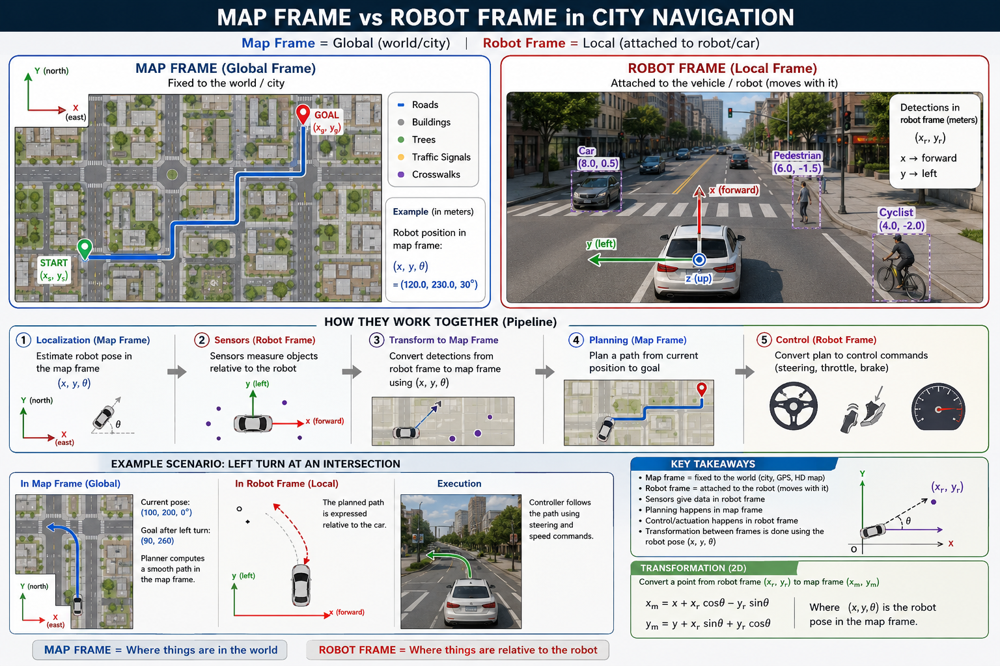 MAP FRAME vs ROBOT FRAME in CITY NAVIGATION
Map Frame = Global (world/city) | Robot Frame = Local (attached to robot/car)
MAP FRAME (Global Frame)
Fixed to the world / city
Y (north)
X
(east)
GOAL
(xg, yg)
START
(xs, ys)
Roads
Buildings
Trees
Traffic Signals
Crosswalks
Example (in meters)
Robot position in
map frame:
(x, y, θ)
= (120.0, 230.0, 30°)
ROBOT FRAME (Local Frame)
Attached to the vehicle / robot (moves with it)
Detections in
robot frame (meters)
(xr, yr)
x → forward
y → left
Car
(8.0, 0.5)
Pedestrian
(6.0, -1.5)
Cyclist
(4.0, -2.0)
x (forward)
y (left)
z (up)
HOW THEY WORK TOGETHER (Pipeline)
1 Localization (Map Frame)
Estimate robot pose in
the map frame
(x, y, θ)
Y (north)
X
(east)
θ
2 Sensors (Robot Frame)
Sensors measure objects
relative to the robot
y (left)
x (forward)
3 Transform to Map Frame
Convert detections from
robot frame to map frame
using (x, y, θ)
4 Planning (Map Frame)
Plan a path from current
position to goal
5 Control (Robot Frame)
Convert plan to control commands
(steering, throttle, brake)
EXAMPLE SCENARIO: LEFT TURN AT AN INTERSECTION
In Map Frame (Global)
Y (north)
X
(east)
Current pose:
(100, 200, 0°)
Goal after left turn:
(90, 260)
Planner computes
a smooth path in
the map frame.
In Robot Frame (Local)
The planned path
is expressed
relative to the car.
y (left)
x (forward)
Execution
Controller follows
the path using
steering and
speed commands.
KEY TAKEAWAYS
• Map frame = fixed to the world (city, GPS, HD map)
• Robot frame = attached to the robot (moves with it)
• Sensors give data in robot frame
• Planning happens in map frame
• Control/actuation happens in robot frame
• Transformation between frames is done using the
robot pose (x, y, θ)
Y
(xr, yr)
θ
O
X
TRANSFORMATION (2D)
Convert a point from robot frame (xr, yr) to map frame (xm, ym)
xm = x + xr cosθ − yr sinθ
ym = y + xr sinθ + yr cosθ
Where (x, y, θ) is the robot
pose in the map frame.
MAP FRAME = Where things are in the world
ROBOT FRAME = Where things are relative to the robot